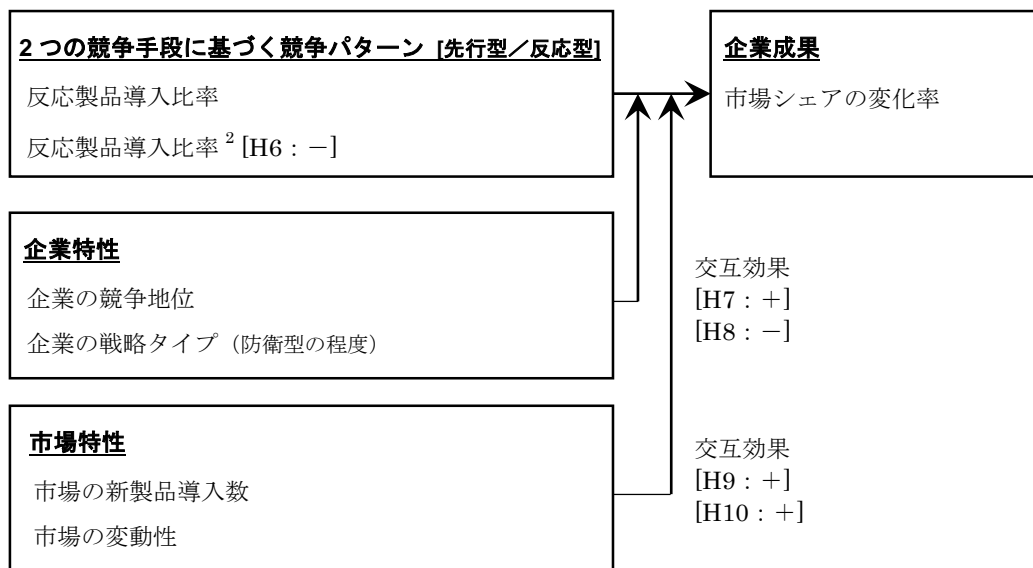 2 つの競争手段に基づく競争パターン [先行型／反応型]
反応製品導入比率
反応製品導入比率 ² [H6：－]
企業成果
市場シェアの変化率
企業特性
企業の競争地位
企業の戦略タイプ（防衛型の程度）
交互効果
[H7：＋]
[H8：－]
市場特性
市場の新製品導入数
市場の変動性
交互効果
[H9：＋]
[H10：＋]